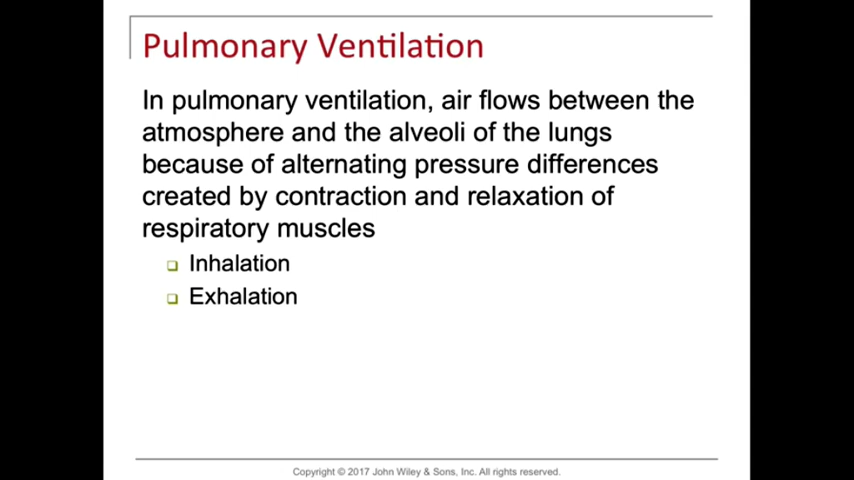 Pulmonary Ventilation
In pulmonary ventilation, air flows between the
atmosphere and the alveoli of the lungs
because of alternating pressure differences
created by contraction and relaxation of
respiratory muscles
Inhalation
Exhalation
Copyright © 2017 John Wiley & Sons, Inc. All rights reserved.